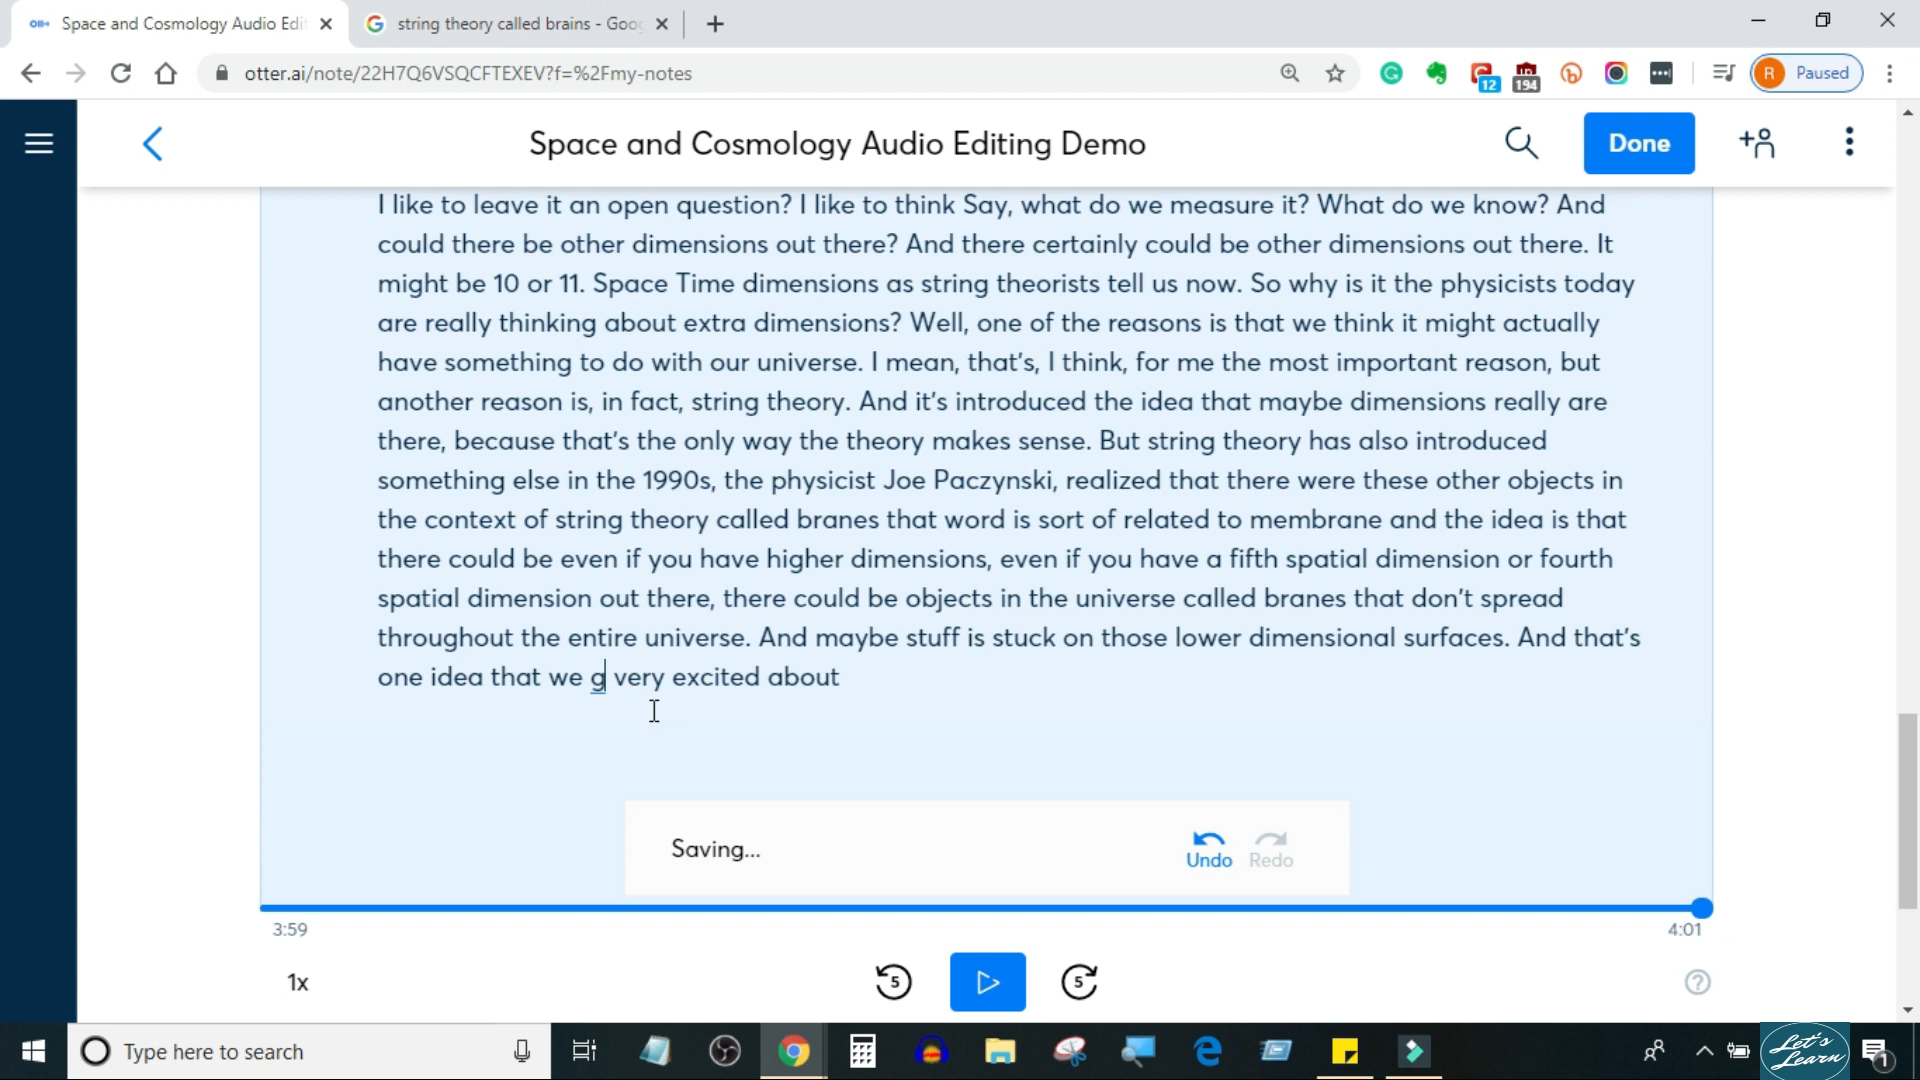 Space and Cosmology Audio Edi
string theory called brains - Goo
otter.ai/note/22H7Q6VSQCFTEXEV?f=%2Fmy-notes
12
194
R
Paused
Space and Cosmology Audio Editing Demo
Done
I like to leave it an open question? I like to think Say, what do we measure it? What do we know? And
could there be other dimensions out there? And there certainly could be other dimensions out there. It
might be 10 or 11. Space Time dimensions as string theorists tell us now. So why is it the physicists today
are really thinking about extra dimensions? Well, one of the reasons is that we think it might actually
have something to do with our universe. I mean, that's, I think, for me the most important reason, but
another reason is, in fact, string theory. And it's introduced the idea that maybe dimensions really are
there, because that's the only way the theory makes sense. But string theory has also introduced
something else in the 1990s, the physicist Joe Paczynski, realized that there were these other objects in
the context of string theory called branes that word is sort of related to membrane and the idea is that
there could be even if you have higher dimensions, even if you have a fifth spatial dimension or fourth
spatial dimension out there, there could be objects in the universe called branes that don't spread
throughout the entire universe. And maybe stuff is stuck on those lower dimensional surfaces. And that's
one idea that we g very excited about
Saving...
Undo
Redo
3:59
4:01
1x
5
5
Type here to search
Let's
Learn
1